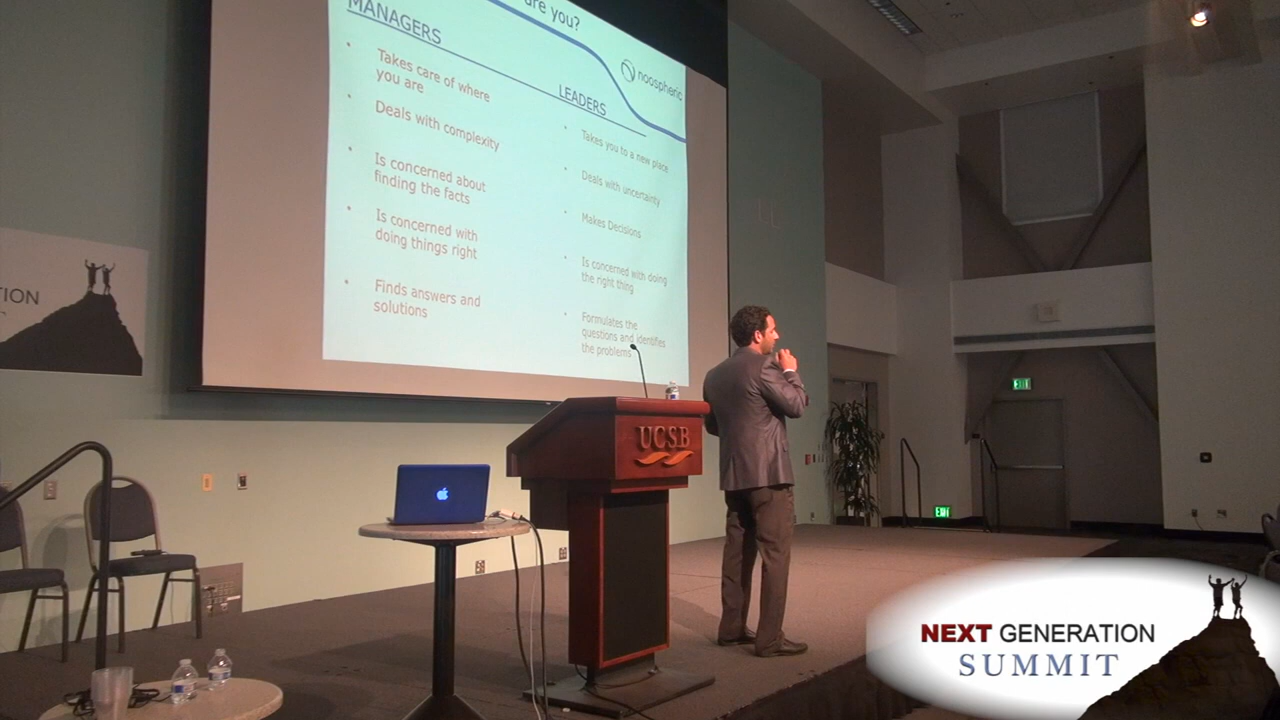 are you?
MANAGERS
Takes care of where
you are
Deals with complexity
Is concerned about
finding the facts
Is concerned with
doing things right
Finds answers and
solutions
noospheric
LEADERS
Takes you to a new place
Deals with uncertainty
Makes Decisions
Is concerned with doing
the right thing
Formulates the
questions and identifies
the problems
TION
UCSB
EXIT
EXIT
NEXT GENERATION
SUMMIT